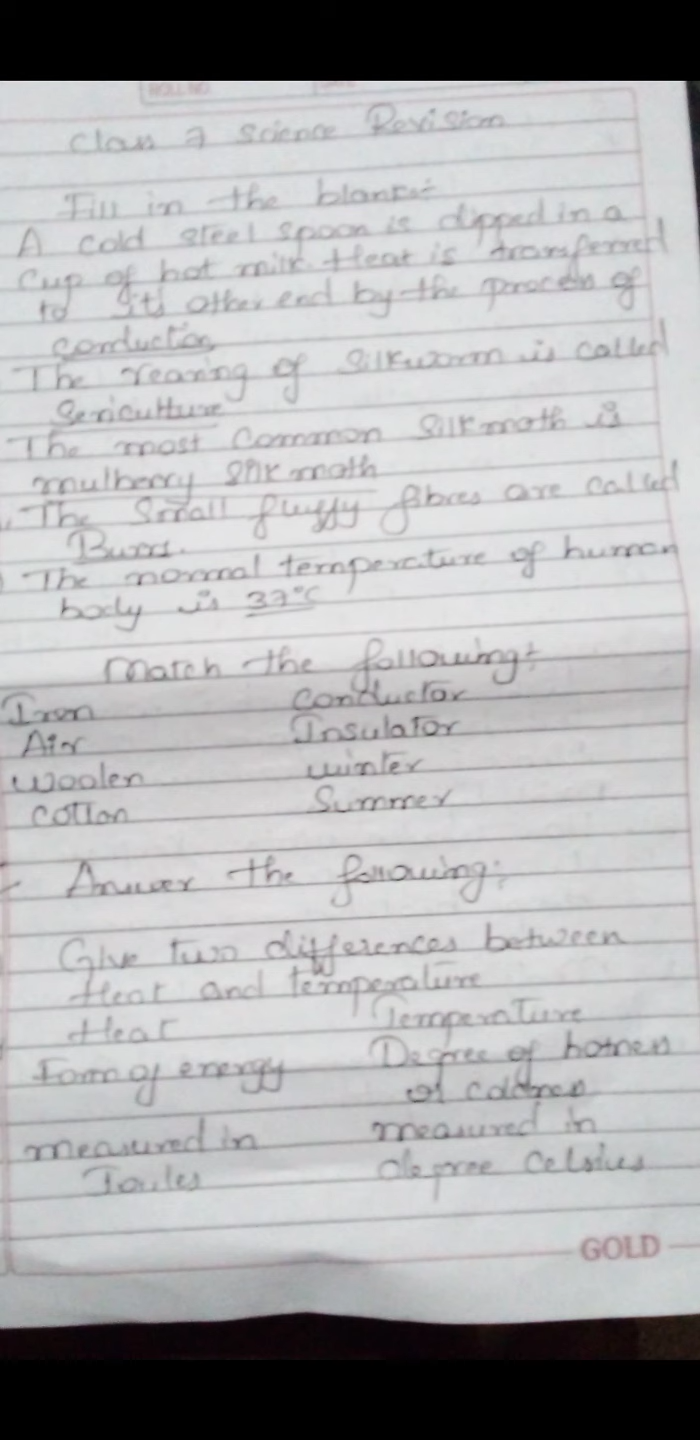 Class 7 Science Revision
Fill in the blanks:
A cold steel spoon is dipped in a
Cup of hot milk. Heat is transferred
to its other end by the process of
conduction
The rearing of Silkworm is called
Sericulture
The most Common Silk moth is
mulberry silk moth
The Small fluffy fibres are called
Burrs.
The normal temperature of human
body is 37°C
Match the following:
Iron Conductor
Air Insulator
Woolen winter
Cotton Summer
Answer the following:
Give two differences between
Heat and temperature
Heat Temperature
Form of energy Degree of hotness
or coldness
measured in measured in
Joules degree Celsius
GOLD